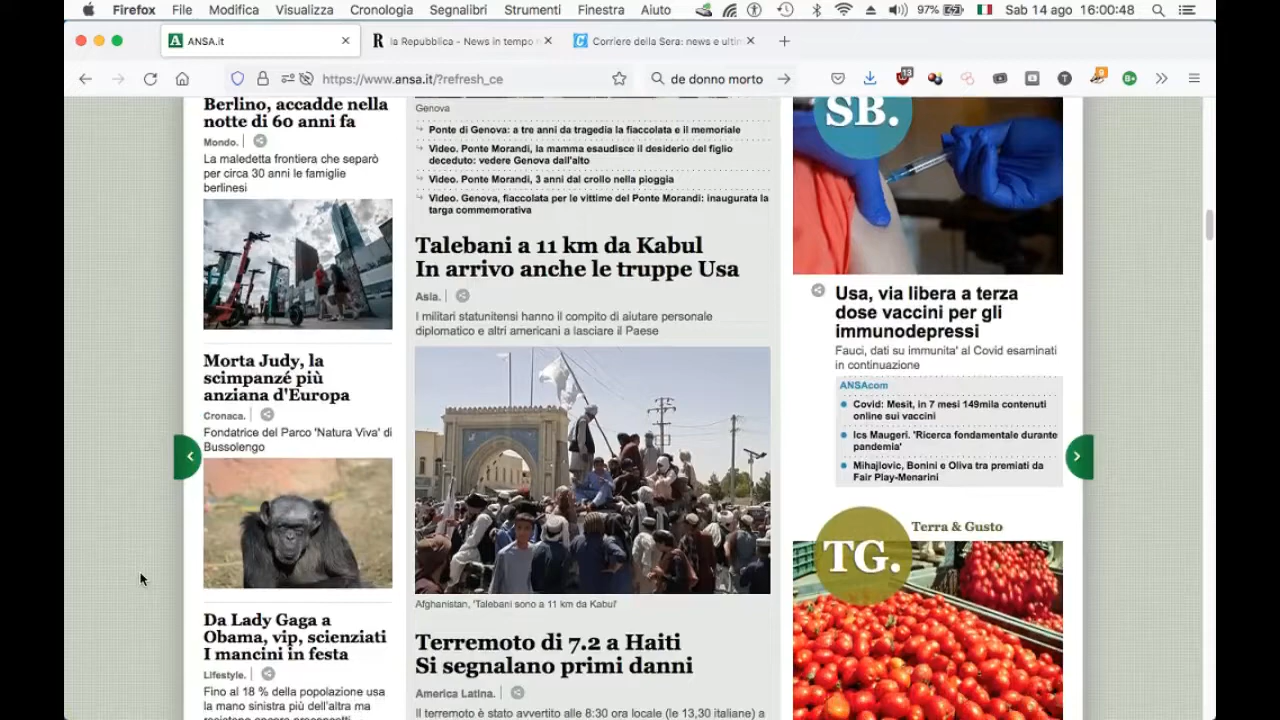 Firefox File Modifica Visualizza Cronologia Segnalibri Strumenti Finestra Aiuto 97% Sab 14 ago 16:00:48
ANSA.it
la Repubblica - News in tempo
Corriere della Sera: news e ultim
https://www.ansa.it/?refresh_ce
de donno morto
18
9
Berlino, accadde nella
notte di 60 anni fa
Mondo.
La maledetta frontiera che separò
per circa 30 anni le famiglie
berlinesi
Morta Judy, la
scimpanzé più
anziana d'Europa
Cronaca.
Fondatrice del Parco 'Natura Viva' di
Bussolengo
Da Lady Gaga a
Obama, vip, scienziati
I mancini in festa
Lifestyle.
Fino al 18 % della popolazione usa
la mano sinistra più dell'altra ma
Genova
Ponte di Genova: a tre anni da tragedia la fiaccolata e il memoriale
Video. Ponte Morandi, la mamma esaudisce il desiderio del figlio
deceduto: vedere Genova dall'alto
Video. Ponte Morandi, 3 anni dal crollo nella pioggia
Video. Genova, fiaccolata per le vittime del Ponte Morandi: inaugurata la
targa commemorativa
Talebani a 11 km da Kabul
In arrivo anche le truppe Usa
Asia.
I militari statunitensi hanno il compito di aiutare personale
diplomatico e altri americani a lasciare il Paese
Afghanistan, 'Talebani sono a 11 km da Kabul'
Terremoto di 7.2 a Haiti
Si segnalano primi danni
America Latina.
Il terremoto è stato avvertito alle 8:30 ora locale (le 13,30 italiane) a
SB.
Usa, via libera a terza
dose vaccini per gli
immunodepressi
Fauci, dati su immunita' al Covid esaminati
in continuazione
ANSAcom
Covid: Mesit, in 7 mesi 149mila contenuti
online sui vaccini
Ics Maugeri. 'Ricerca fondamentale durante
pandemia'
Mihajlovic, Bonini e Oliva tra premiati da
Fair Play-Menarini
Terra & Gusto
TG.